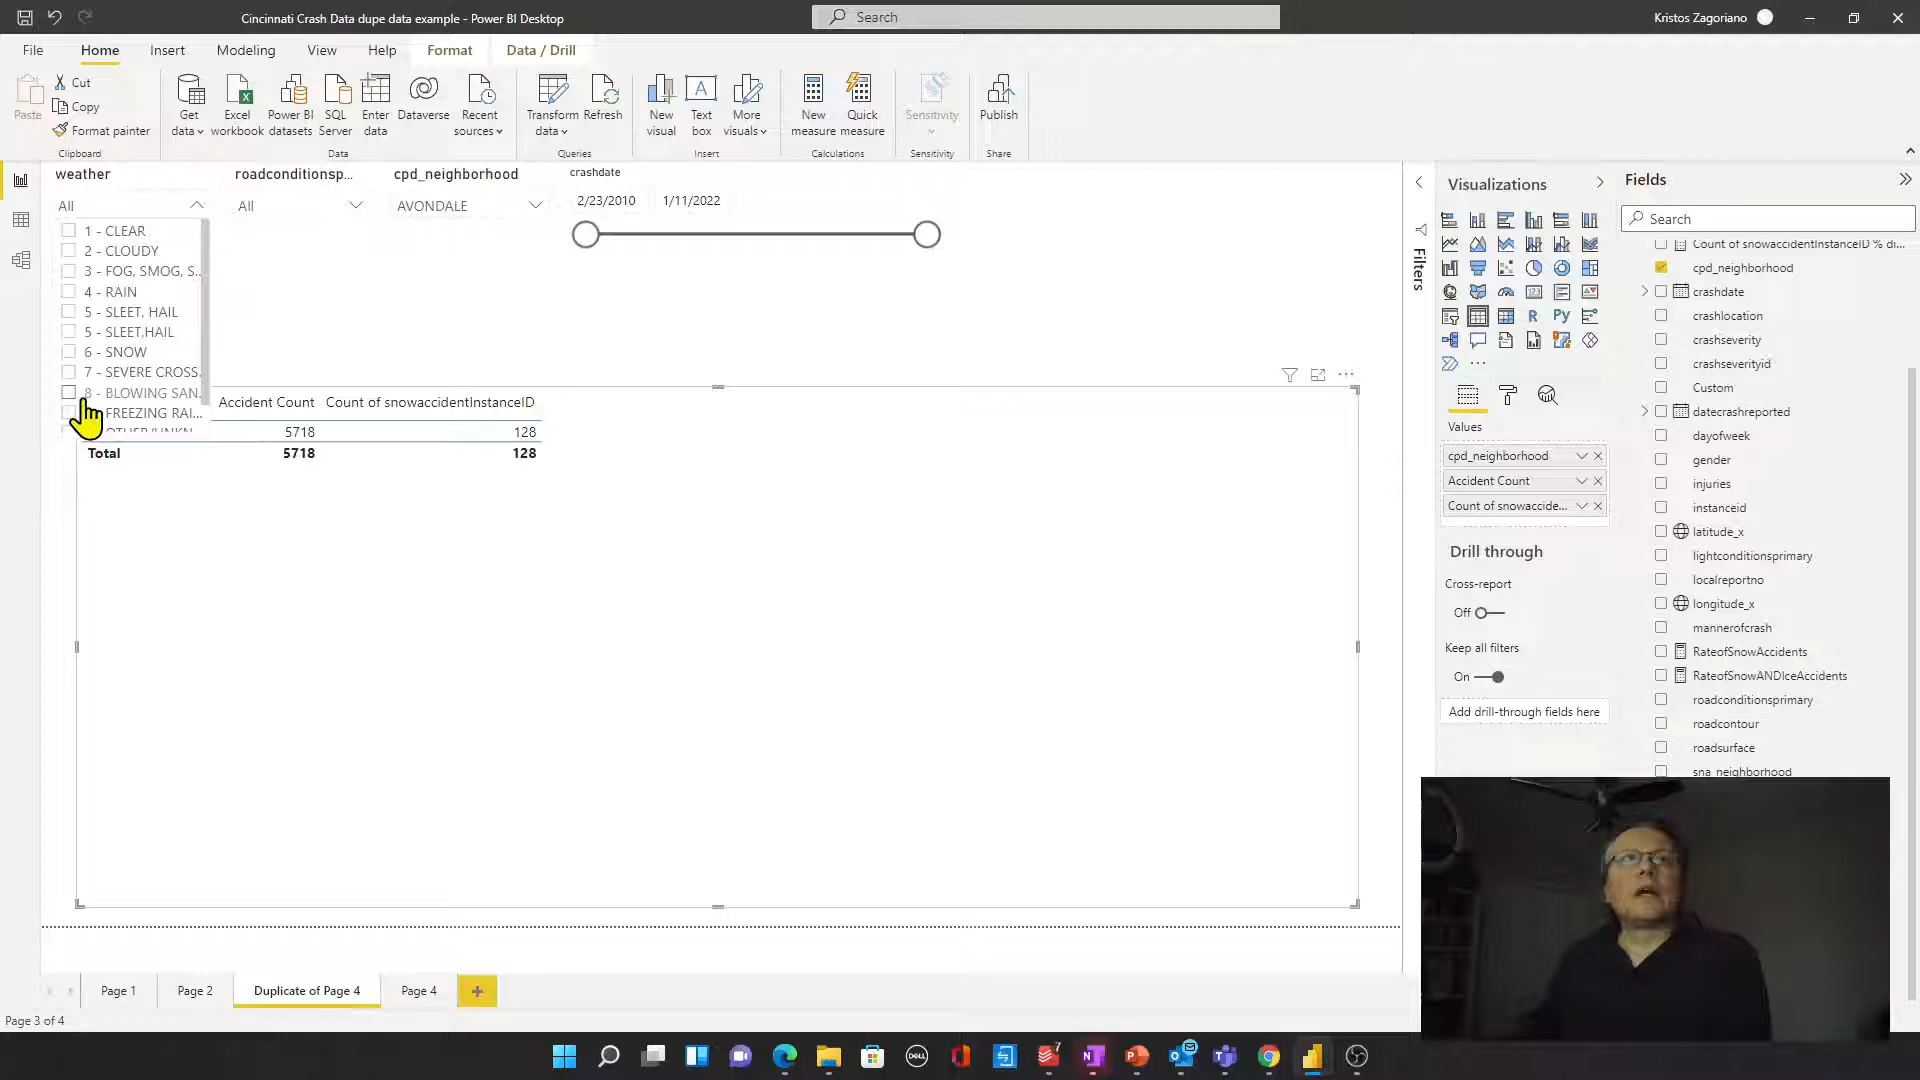 Cincinnati Crash Data dupe data example - Power BI Desktop
Search
Kristos Zagoriano
File
Home
Insert
Modeling
View
Help
Format
Data / Drill
Paste
Cut
Copy
Format painter
Clipboard
Get data
Excel workbook
Power BI datasets
SQL Server
Enter data
Dataverse
Recent sources
Data
Transform data
Refresh
Queries
New visual
Text box
More visuals
Insert
New measure
Quick measure
Calculations
Sensitivity
Sensitivity
Publish
Share
weather
All
1 - CLEAR
2 - CLOUDY
3 - FOG, SMOG, S...
4 - RAIN
5 - SLEET, HAIL
5 - SLEET,HAIL
6 - SNOW
7 - SEVERE CROSS...
8 - BLOWING SAN...
FREEZING RAI...
roadconditionsp...
All
cpd_neighborhood
AVONDALE
crashdate
2/23/2010
1/11/2022
Accident Count
Count of snowaccidentInstanceID
5718
128
Total
5718
128
Filters
Visualizations
Values
cpd_neighborhood
Accident Count
Count of snowaccide...
Drill through
Cross-report
Off
Keep all filters
On
Add drill-through fields here
Fields
Search
Count of snowaccidentInstanceID % di...
cpd_neighborhood
crashdate
crashlocation
crashseverity
crashseverityid
Custom
datecrashreported
dayofweek
gender
injuries
instanceid
latitude_x
lightconditionsprimary
localreportno
longitude_x
mannerofcrash
RateofSnowAccidents
RateofSnowANDIceAccidents
roadconditionsprimary
roadcontour
roadsurface
sna_neighborhood
Page 1
Page 2
Duplicate of Page 4
Page 4
Page 3 of 4